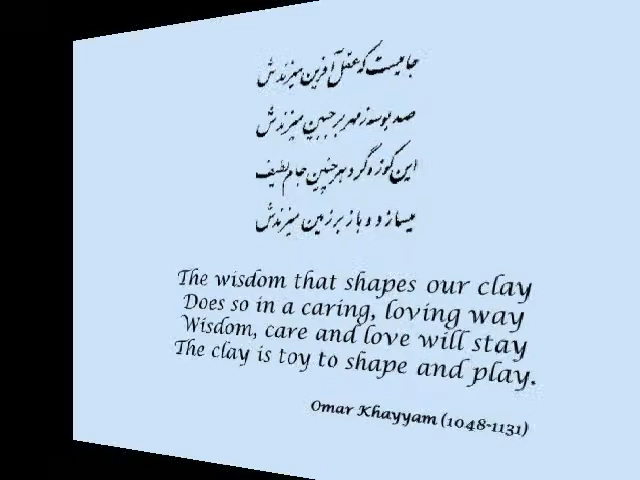 جامیست که عقل آفرین میزندش
صد بوسه ز مهر بر جبین میزندش
این کوزه‌گر دهر چنین جام لطیف
میسازد و باز بر زمین میزندش
The wisdom that shapes our clay
Does so in a caring, loving way
Wisdom, care and love will stay
The clay is toy to shape and play.
Omar Khayyam (1048-1131)